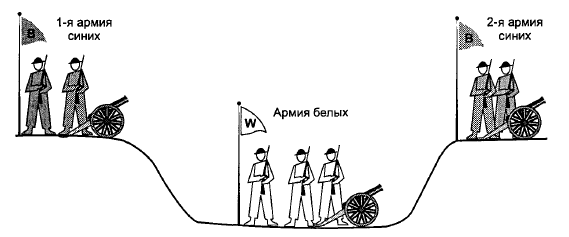 1-я армия
синих
B
2-я армия
синих
B
Армия белых
W